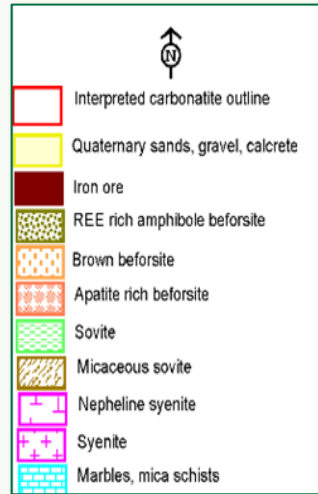 N
Interpreted carbonatite outline
Quaternary sands, gravel, calcrete
Iron ore
REE rich amphibole beforsite
Brown beforsite
Apatite rich beforsite
Sovite
Micaceous sovite
Nepheline syenite
Syenite
Marbles, mica schists